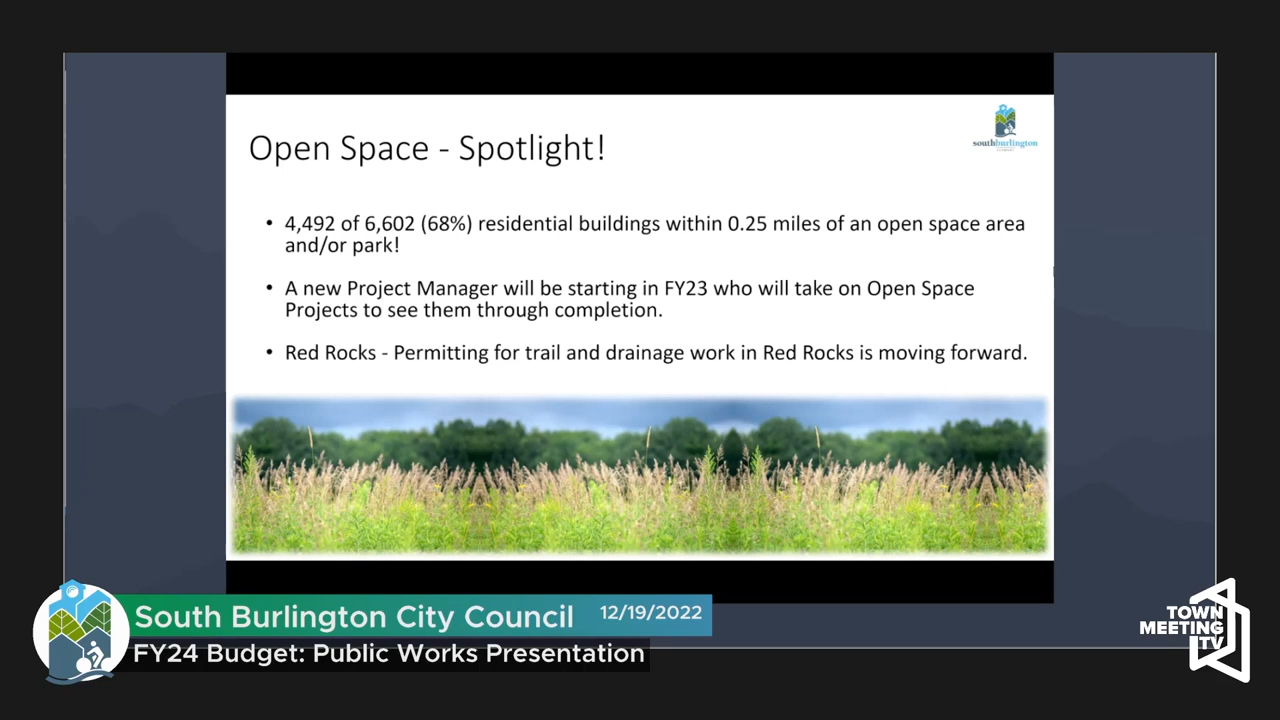 Open Space - Spotlight!
southburlington
• 4,492 of 6,602 (68%) residential buildings within 0.25 miles of an open space area
and/or park!
• A new Project Manager will be starting in FY23 who will take on Open Space
Projects to see them through completion.
• Red Rocks - Permitting for trail and drainage work in Red Rocks is moving forward.
South Burlington City Council 12/19/2022
FY24 Budget: Public Works Presentation
TOWN
MEETING
TV